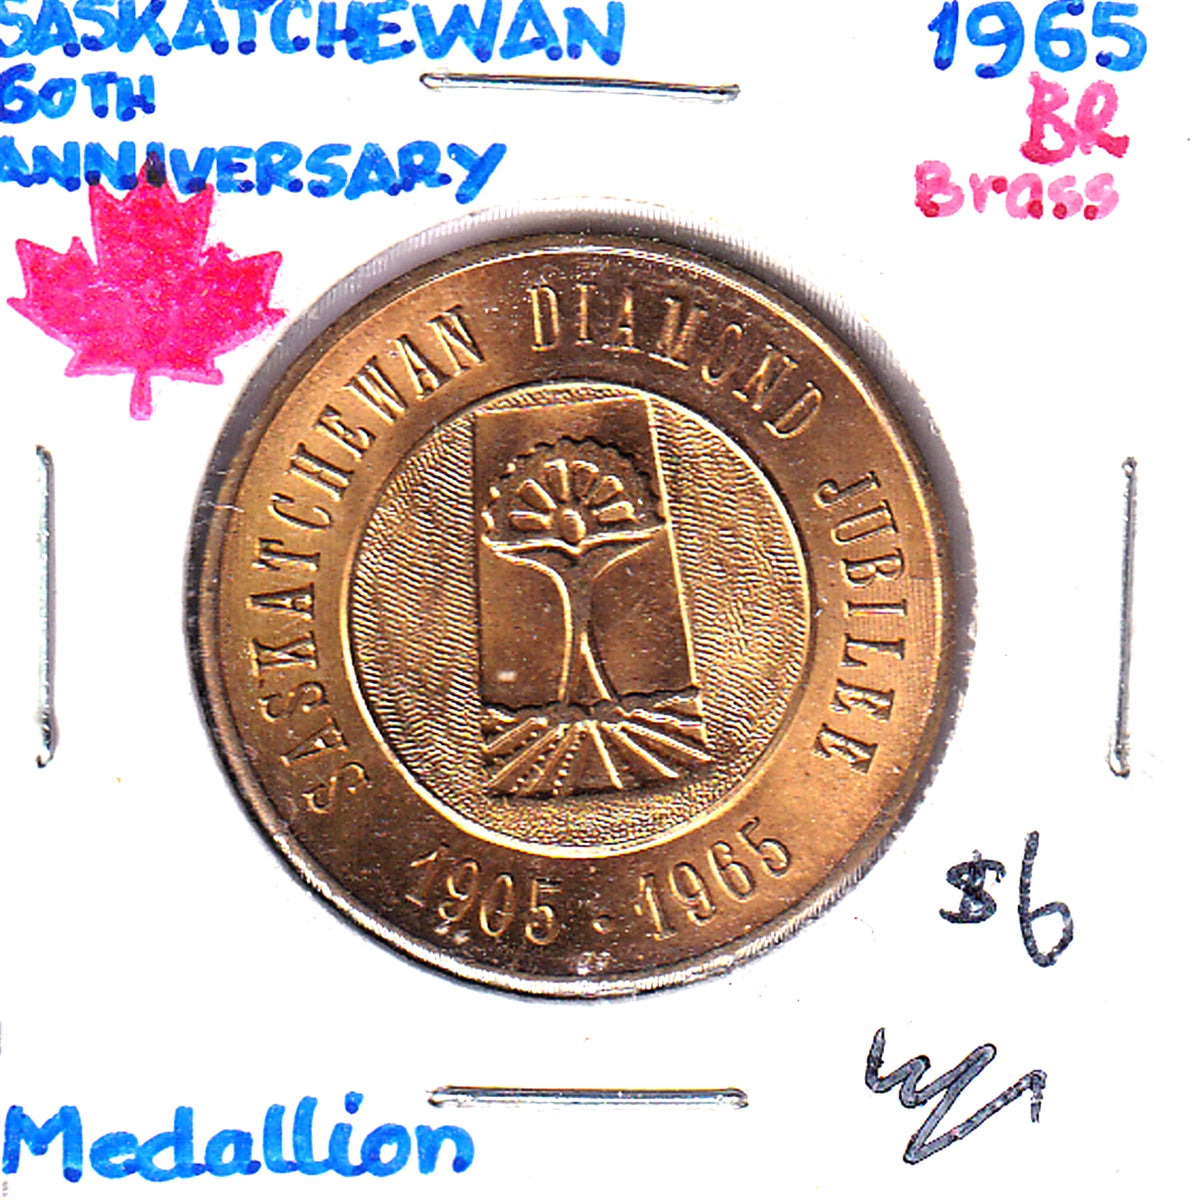 SASKATCHEWAN
60TH
ANNIVERSARY
1965
BR
Brass
SASKATCHEWAN DIAMOND JUBILEE
1905 · 1965
$6
Medallion